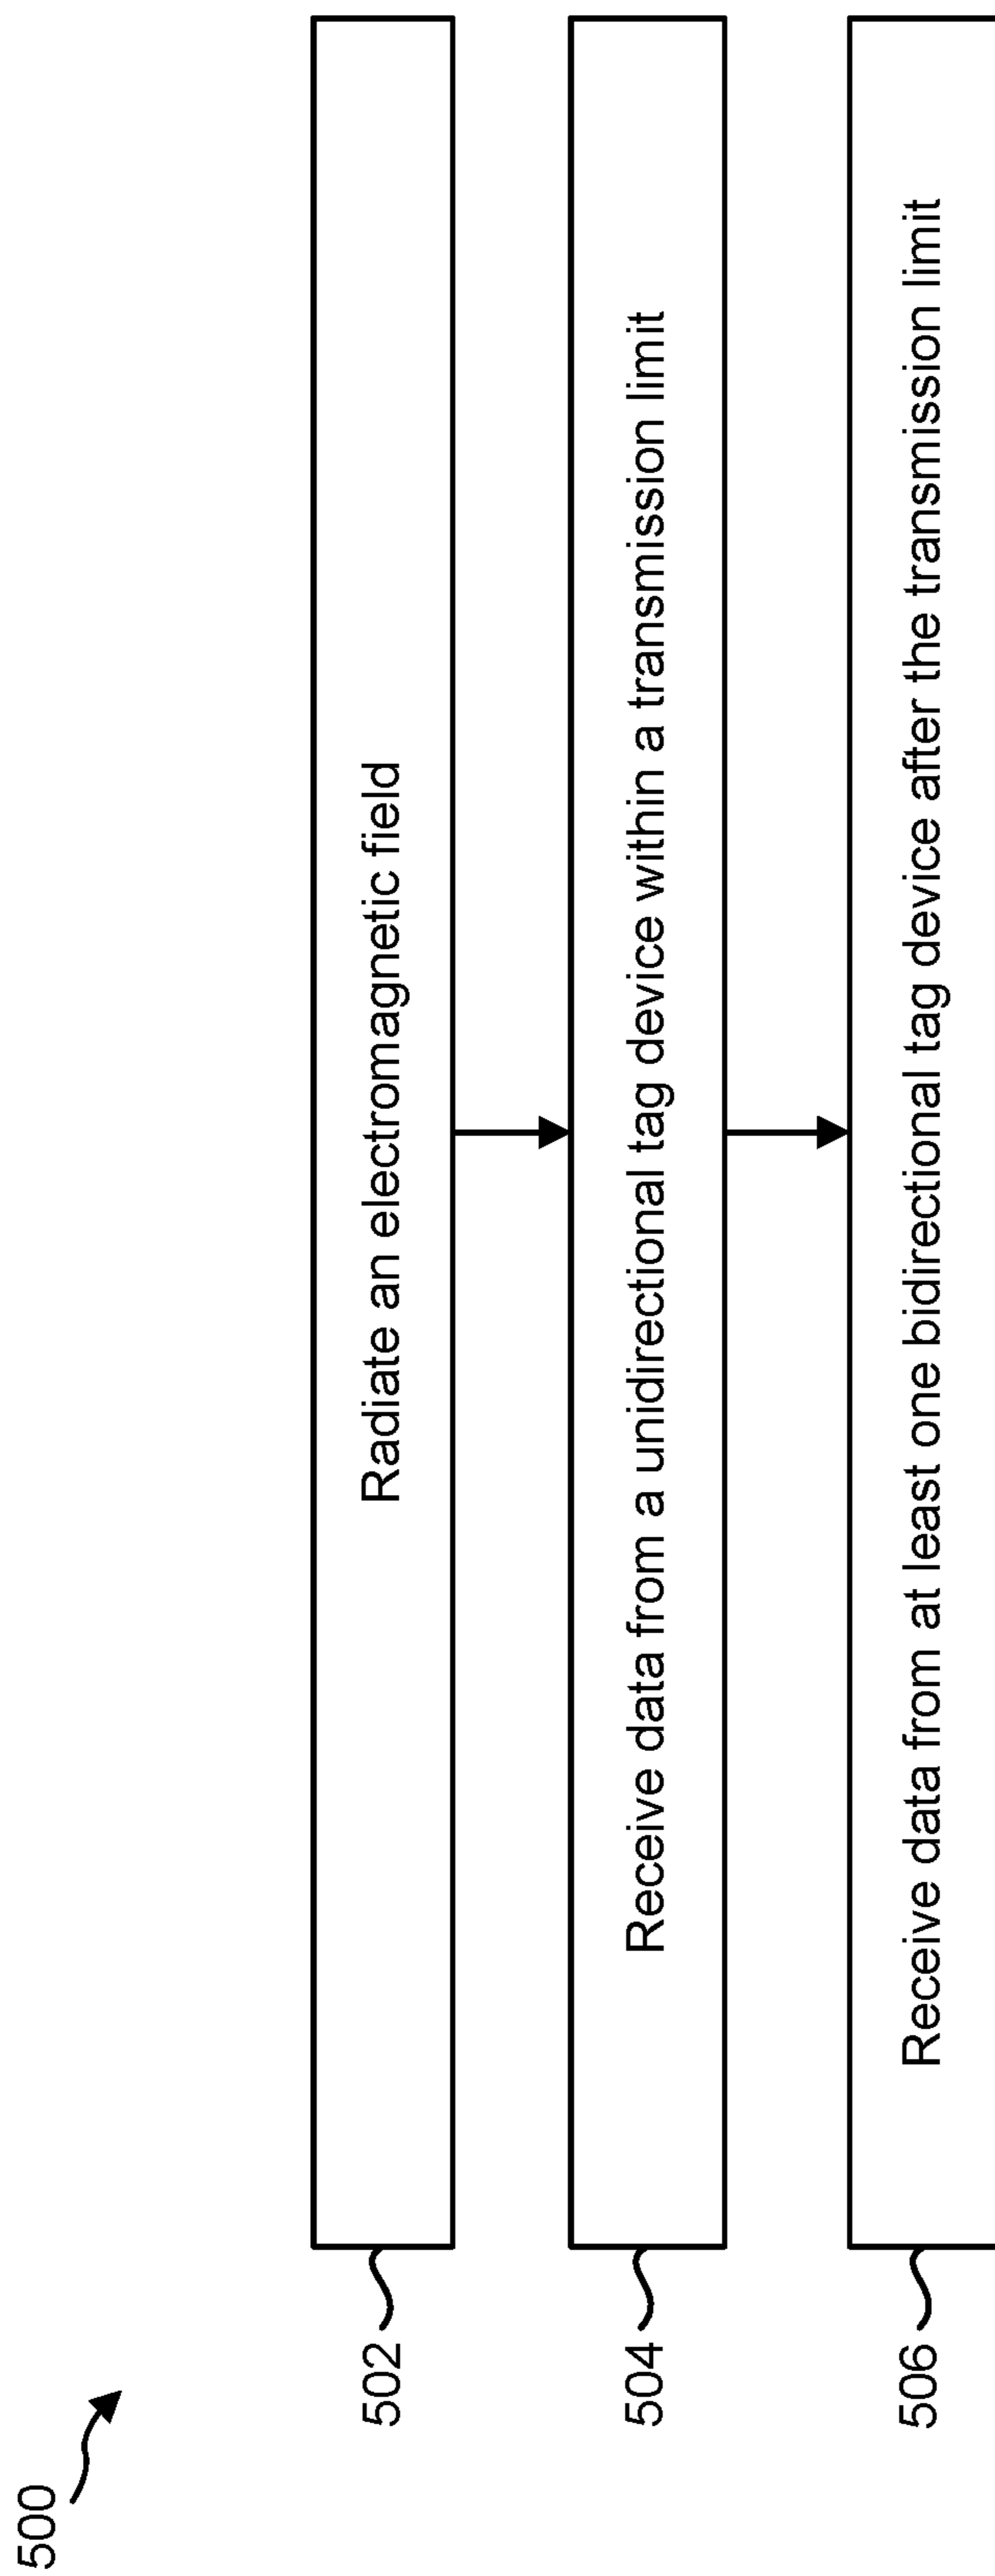 500
502
Radiate an electromagnetic field
504
Receive data from a unidirectional tag device within a transmission limit
506
Receive data from at least one bidirectional tag device after the transmission limit